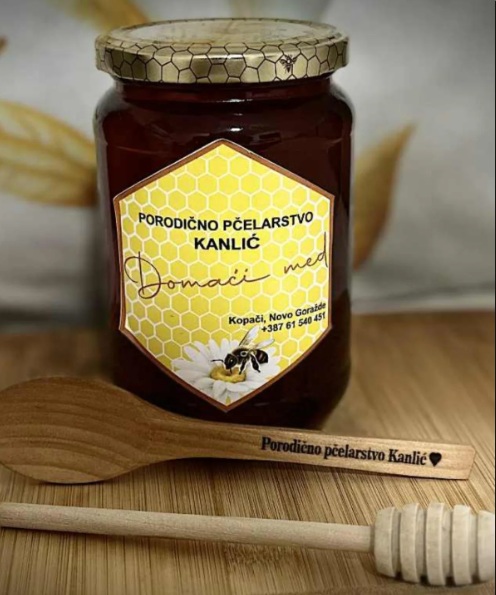 PORODIČNO PČELARSTVO
KANLIĆ
Domaći med
Kopači, Novo Goražde
+387 61 540 451
Porodično pčelarstvo Kanlić